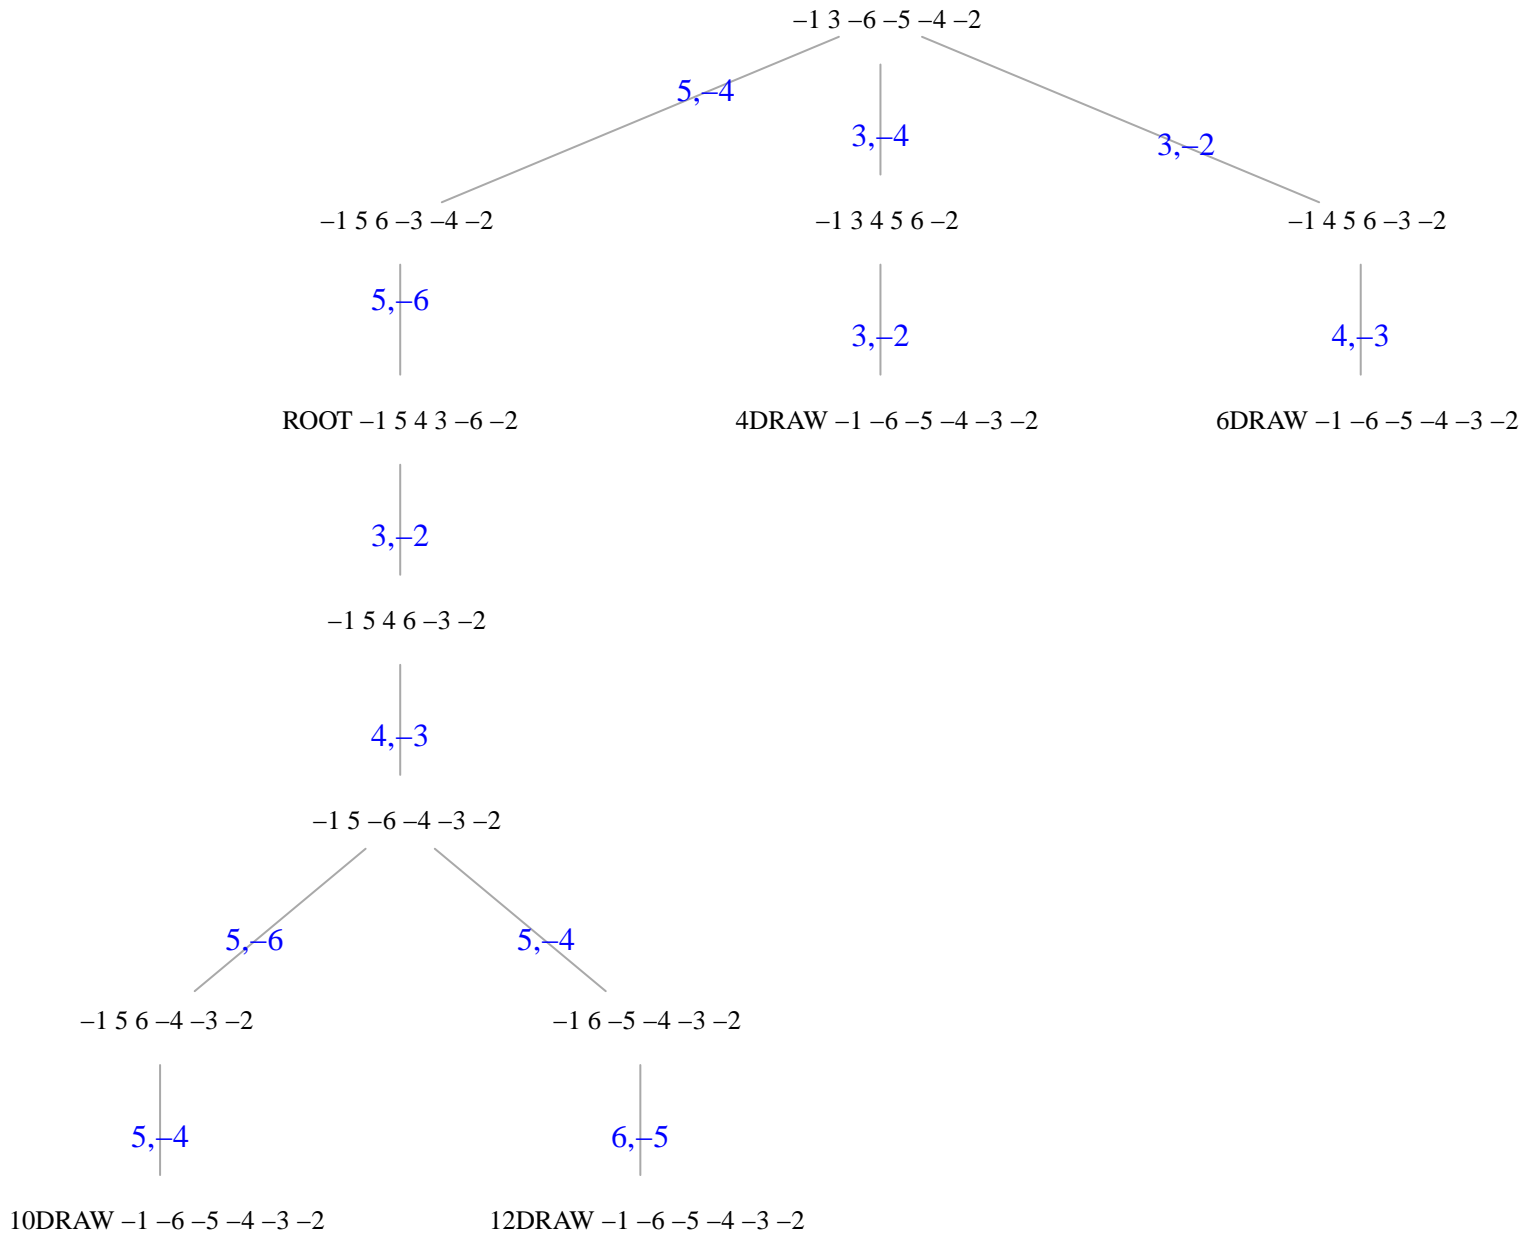 –1 3 –6 –5 –4 –2
5,–4
3,–4
3,–2
–1 5 6 –3 –4 –2
–1 3 4 5 6 –2
–1 4 5 6 –3 –2
5,–6
3,–2
4,–3
ROOT –1 5 4 3 –6 –2
4DRAW –1 –6 –5 –4 –3 –2
6DRAW –1 –6 –5 –4 –3 –2
3,–2
–1 5 4 6 –3 –2
4,–3
–1 5 –6 –4 –3 –2
5,–6
5,–4
–1 5 6 –4 –3 –2
–1 6 –5 –4 –3 –2
5,–4
6,–5
10DRAW –1 –6 –5 –4 –3 –2
12DRAW –1 –6 –5 –4 –3 –2